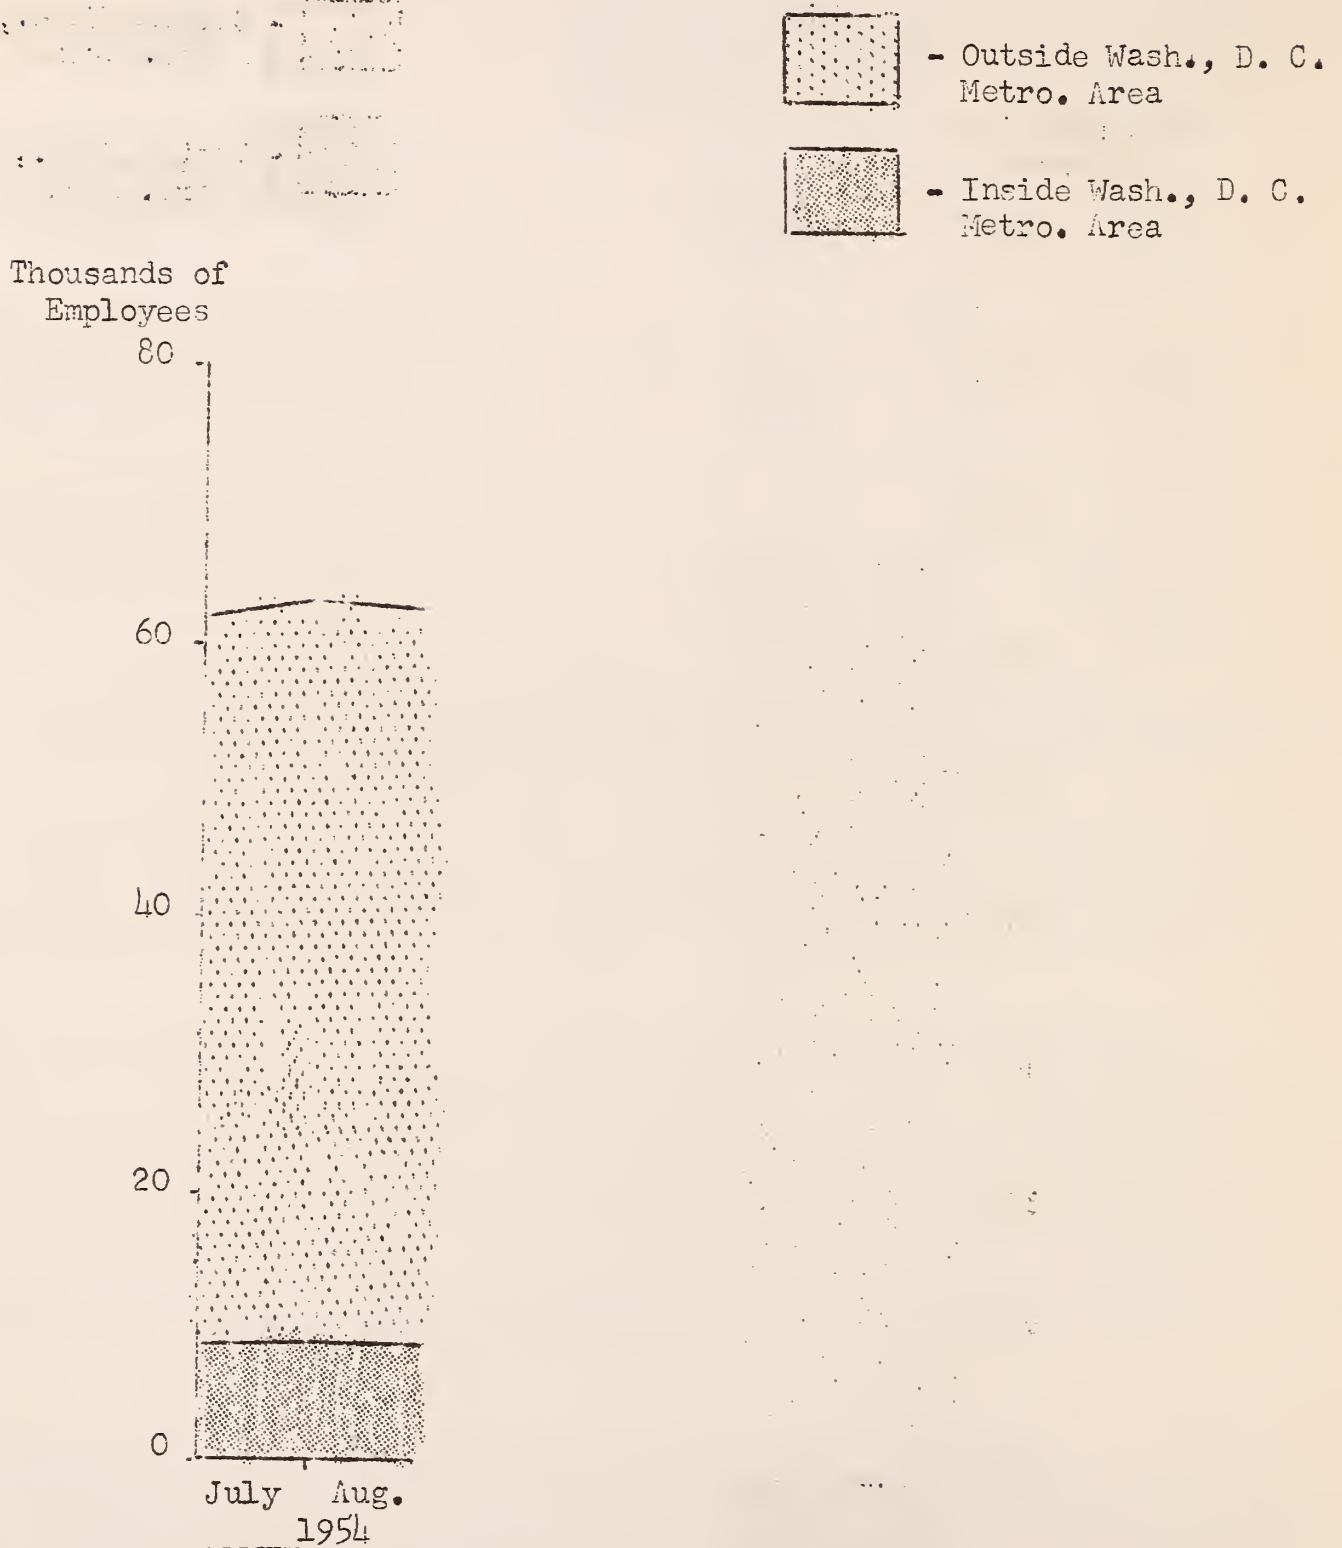 - Outside Wash., D. C.
Metro. Area
- Inside Wash., D. C.
Metro. Area
Thousands of
Employees
80
60
40
20
0
July Aug.
1954